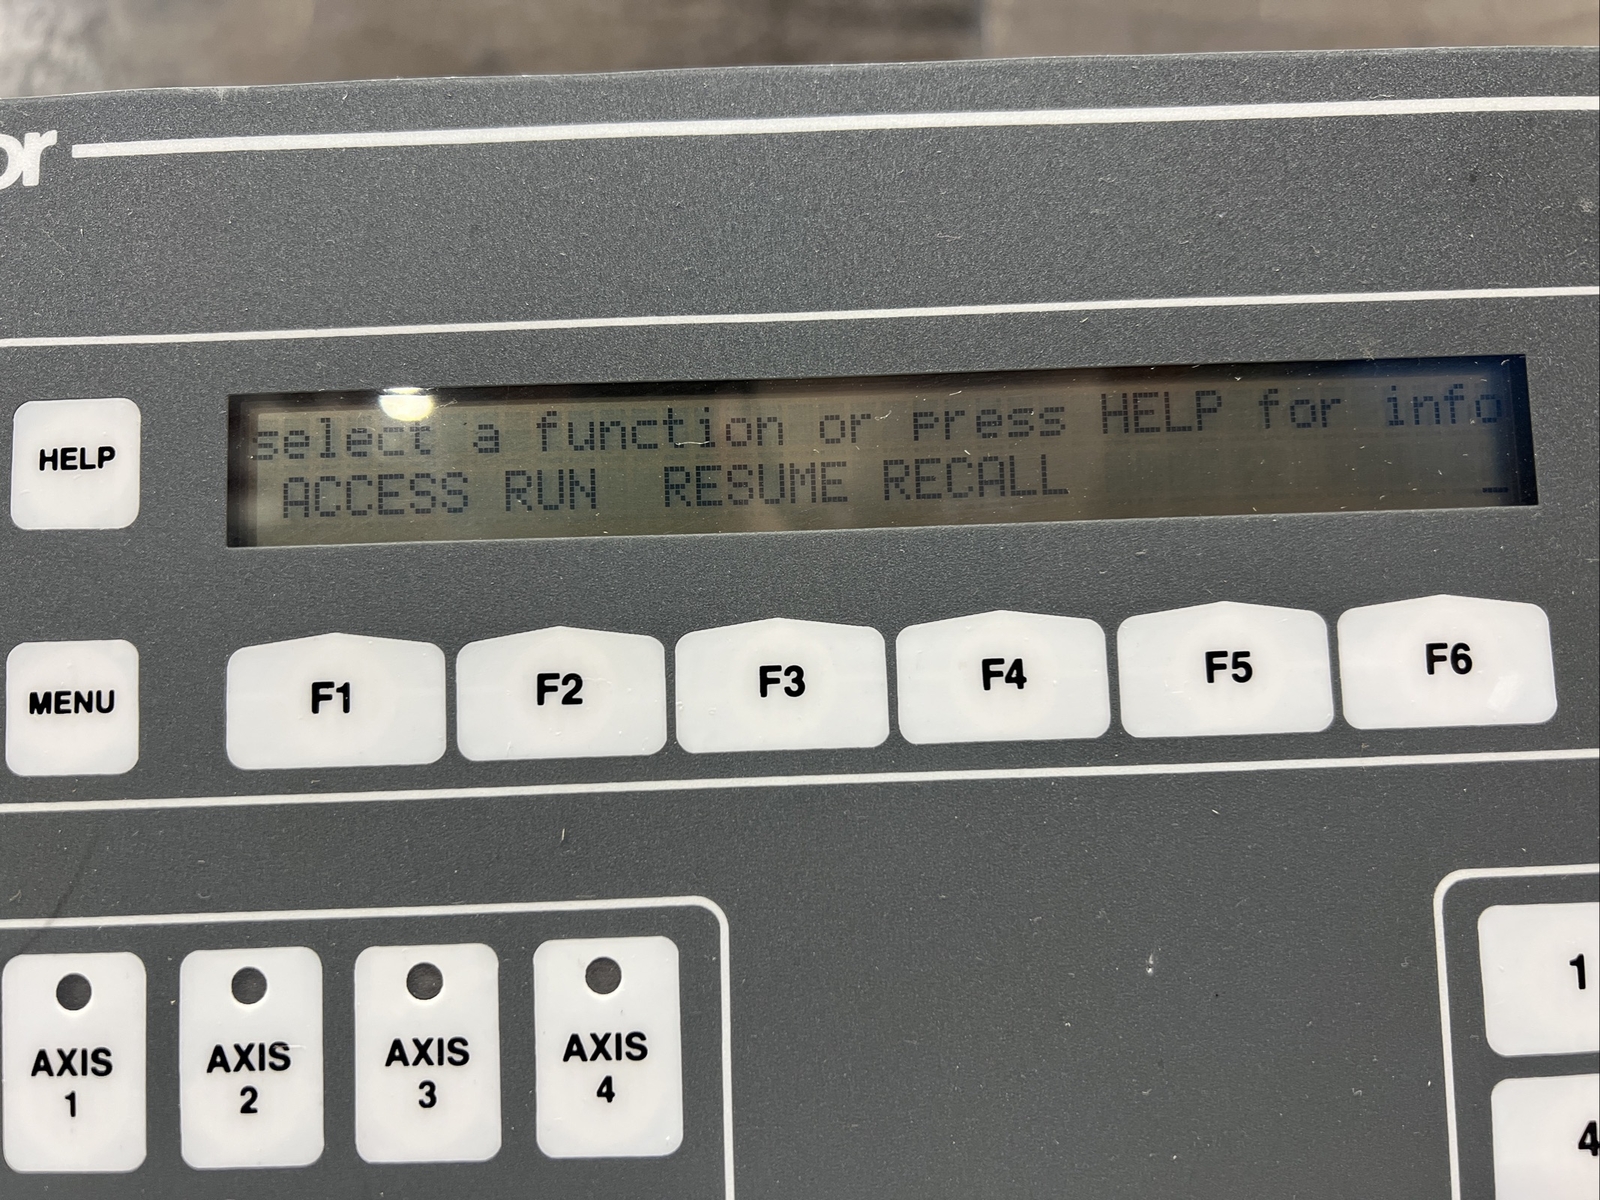 or
HELP
select a function or press HELP for info
ACCESS RUN RESUME RECALL _
MENU
F1 F2 F3 F4 F5 F6
AXIS 1
AXIS 2
AXIS 3
AXIS 4
1
4